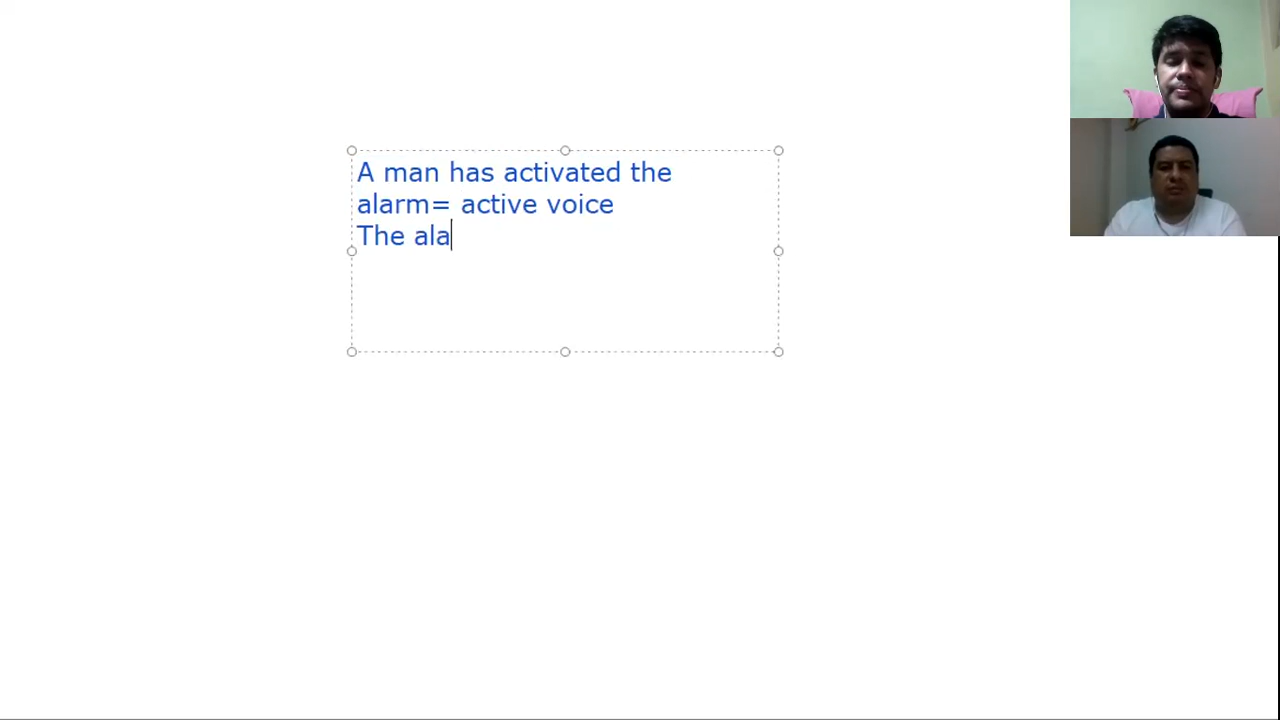 A man has activated the
alarm= active voice
The ala